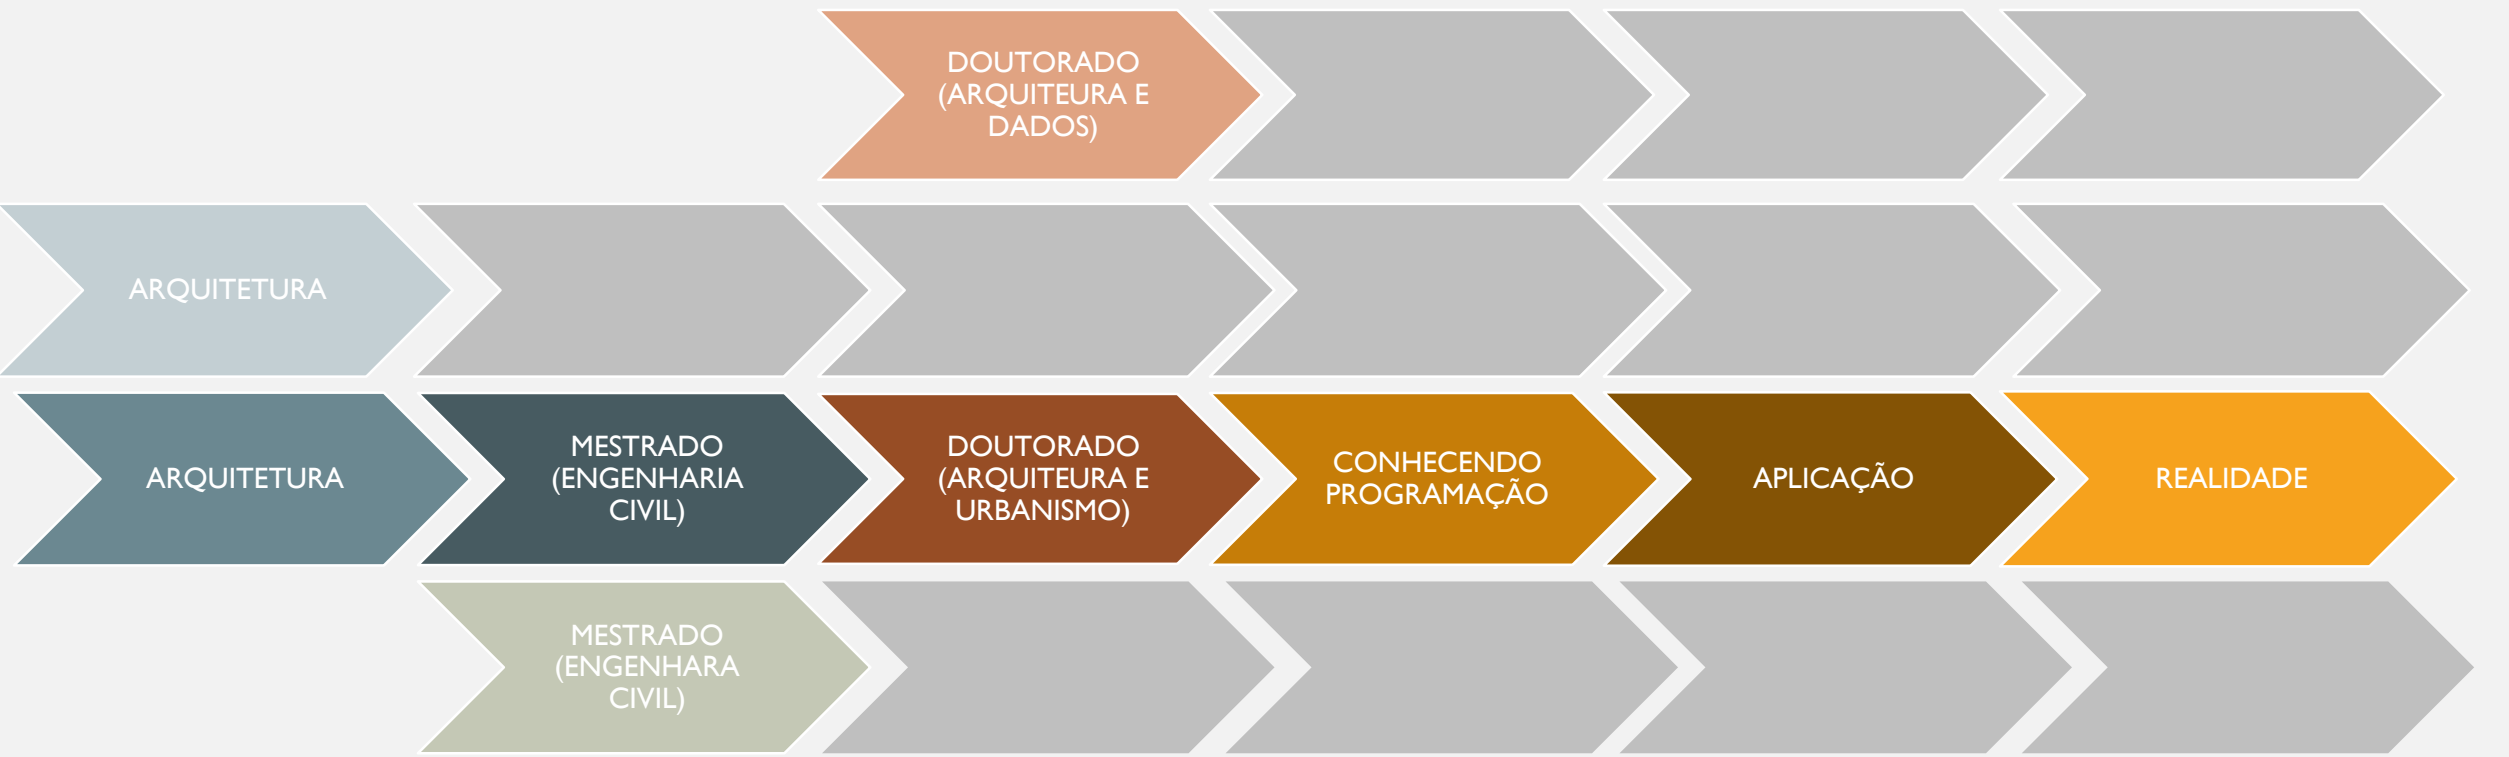 DOUTORADO
(ARQUITEURA E
DADOS)
ARQUITETURA
ARQUITETURA
MESTRADO
(ENGENHARIA
CIVIL)
DOUTORADO
(ARQUITEURA E
URBANISMO)
CONHECENDO
PROGRAMAÇÃO
APLICAÇÃO
REALIDADE
MESTRADO
(ENGENHARA
CIVIL)